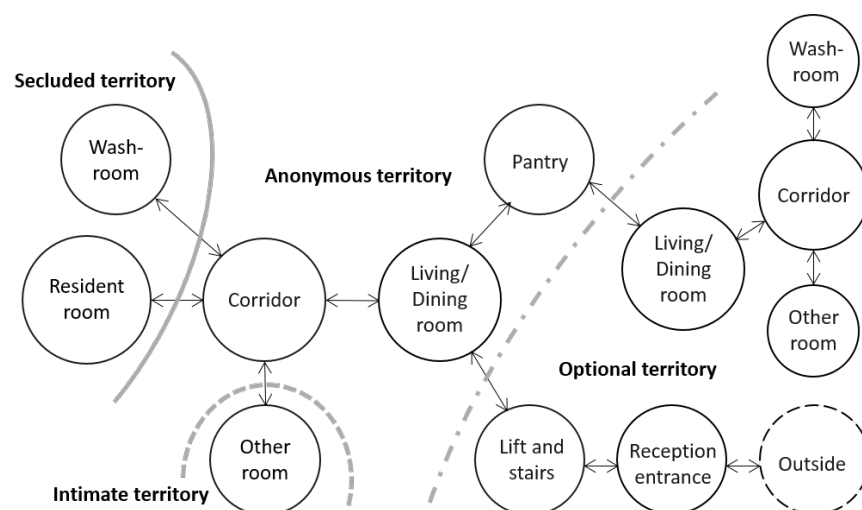 Secluded territory
Wash-
room
Resident
room
Corridor
Anonymous territory
Living/
Dining
room
Pantry
Other
room
Intimate territory
Living/
Dining
room
Wash-
room
Corridor
Other
room
Optional territory
Lift and
stairs
Reception
entrance
Outside